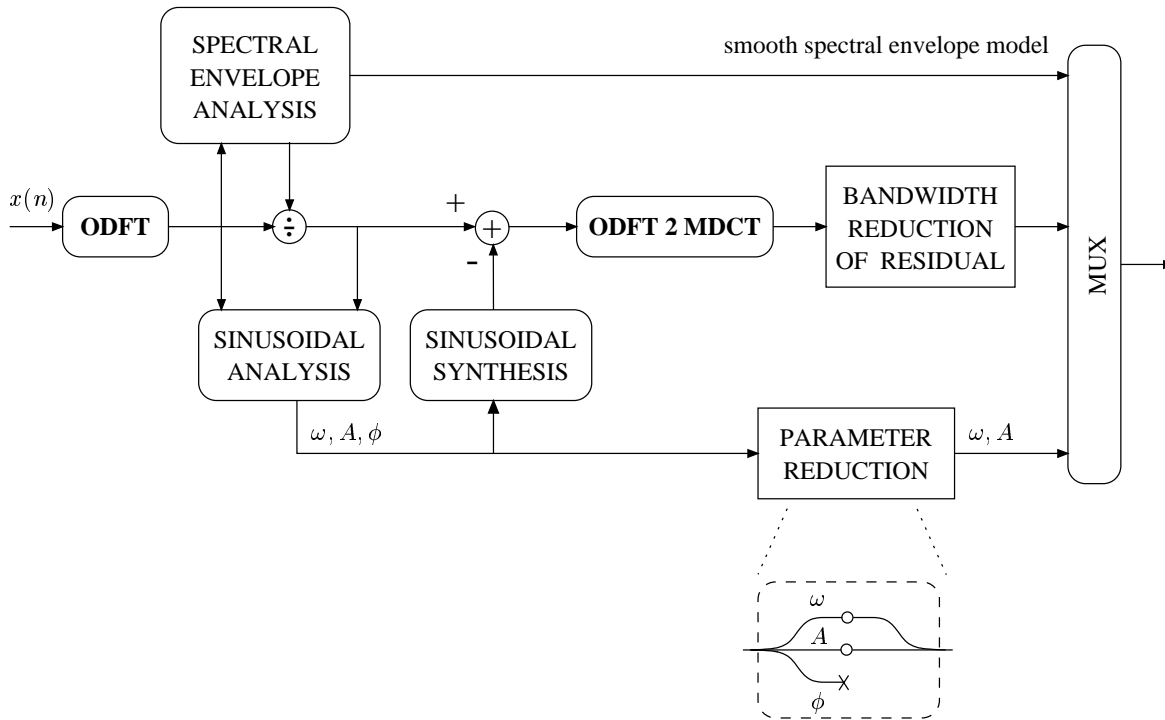 SPECTRAL
ENVELOPE
ANALYSIS
smooth spectral envelope model
x(n)
ODFT
÷
+
+
-
ODFT 2 MDCT
BANDWIDTH
REDUCTION
OF RESIDUAL
MUX
SINUSOIDAL
ANALYSIS
SINUSOIDAL
SYNTHESIS
ω, A, ϕ
PARAMETER
REDUCTION
ω, A
ω
A
ϕ